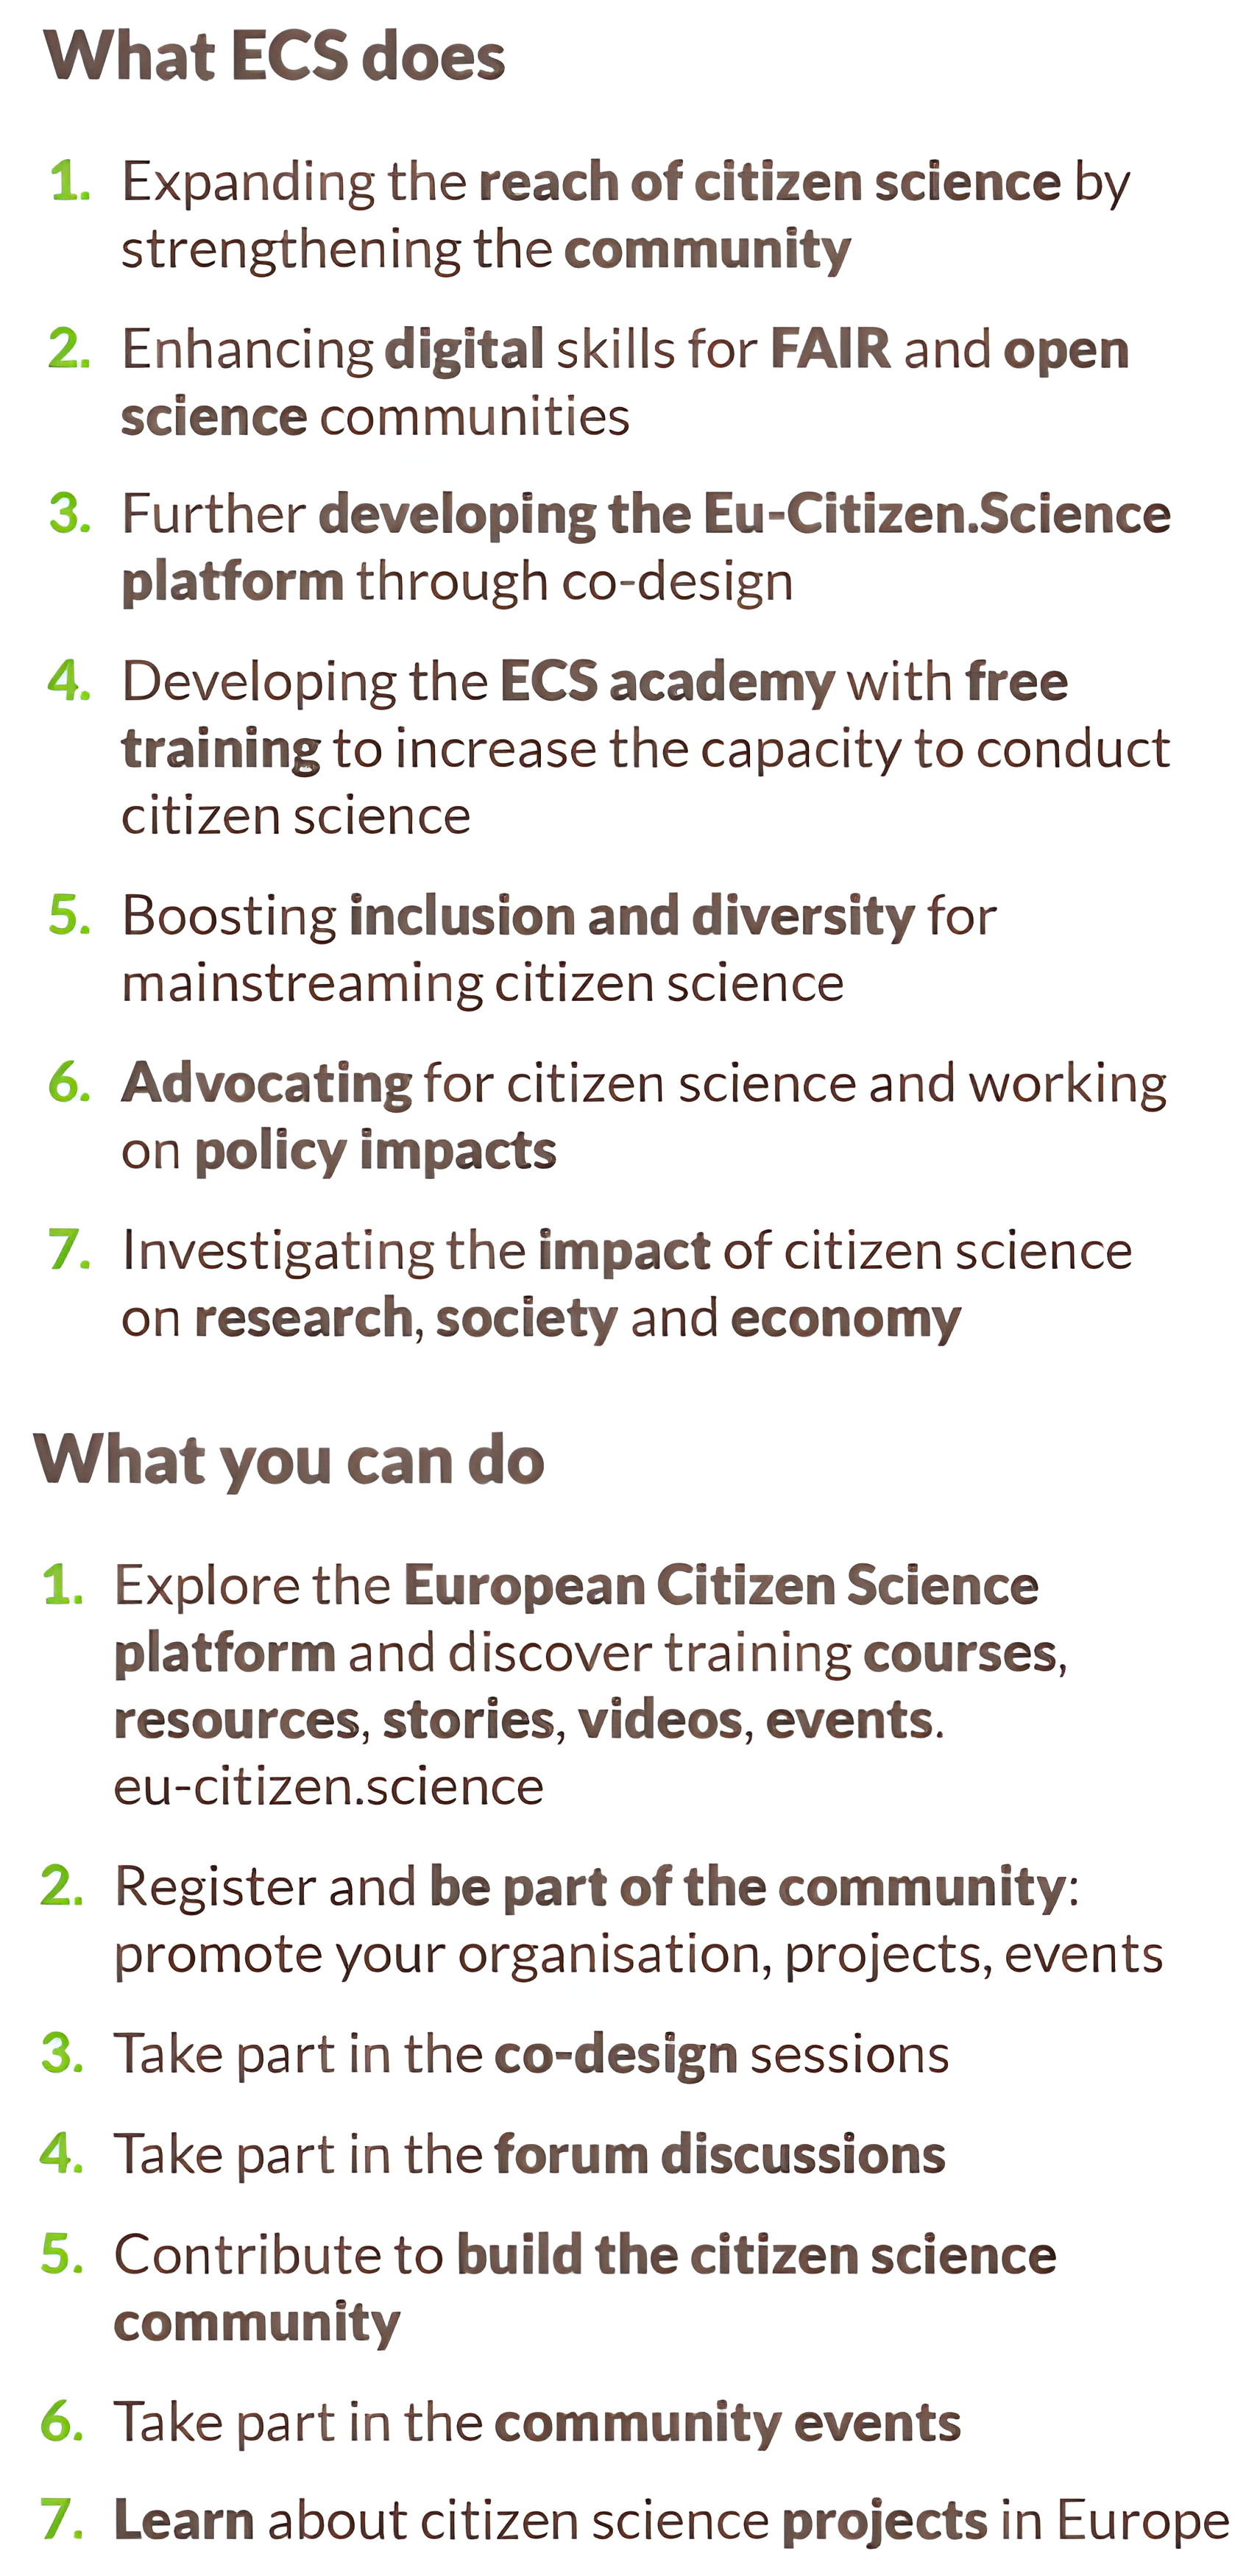 What ECS does
1. Expanding the reach of citizen science by
strengthening the community
2. Enhancing digital skills for FAIR and open
science communities
3. Further developing the Eu-Citizen.Science
platform through co-design
4. Developing the ECS academy with free
training to increase the capacity to conduct
citizen science
5. Boosting inclusion and diversity for
mainstreaming citizen science
6. Advocating for citizen science and working
on policy impacts
7. Investigating the impact of citizen science
on research, society and economy
What you can do
1. Explore the European Citizen Science
platform and discover training courses,
resources, stories, videos, events.
eu-citizen.science
2. Register and be part of the community:
promote your organisation, projects, events
3. Take part in the co-design sessions
4. Take part in the forum discussions
5. Contribute to build the citizen science
community
6. Take part in the community events
7. Learn about citizen science projects in Europe